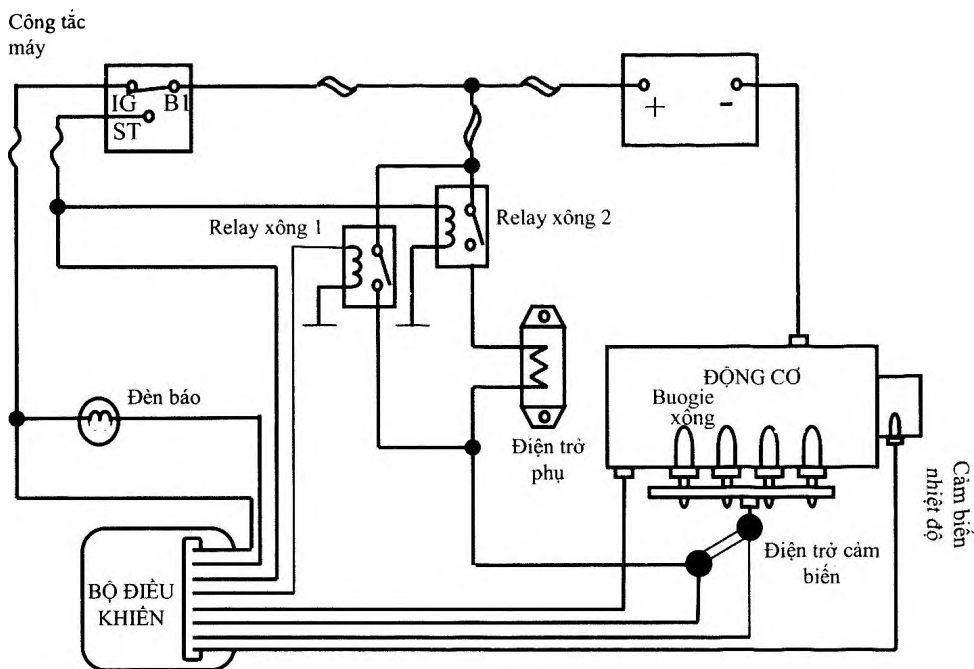 Công tắc
máy
IG B1
ST
+ -
Relay xông 1
Relay xông 2
ĐỘNG CƠ
Buogie
xông
Đèn báo
Điện trở
phụ
Cảm biến
nhiệt độ
Điện trở cảm
biến
BỘ ĐIỀU
KHIỂN